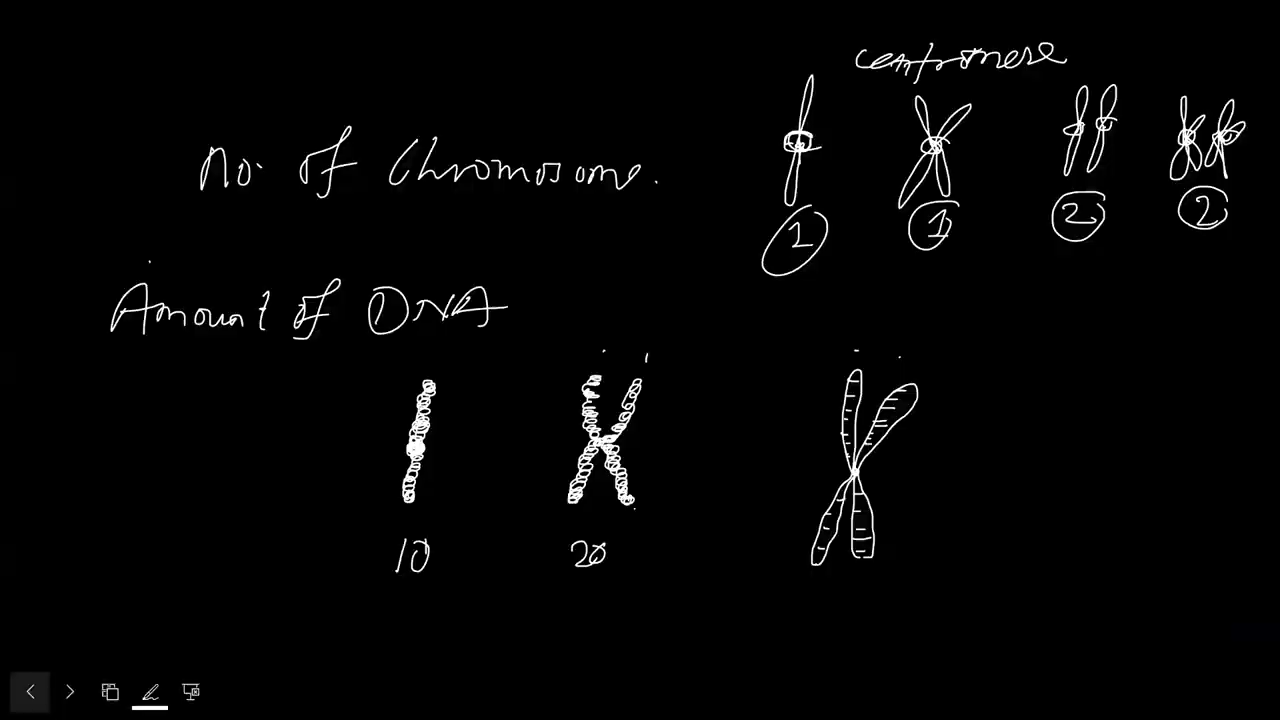 centromere
No. of Chromosome.
1 1 2 2
Amount of DNA
10 20